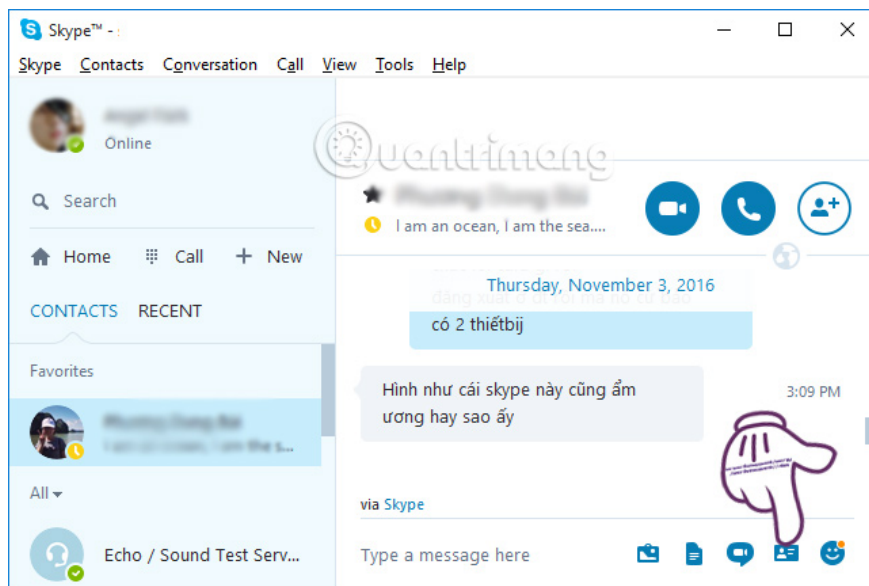 Skype™ -
Skype Contacts Conversation Call View Tools Help
Online
Quantrimang
Search
I am an ocean, I am the sea....
Home Call + New
Thursday, November 3, 2016
CONTACTS RECENT
có 2 thiếtbij
Favorites
Hình như cái skype này cũng ẩm
ương hay sao ấy
3:09 PM
All
via Skype
Echo / Sound Test Serv...
Type a message here